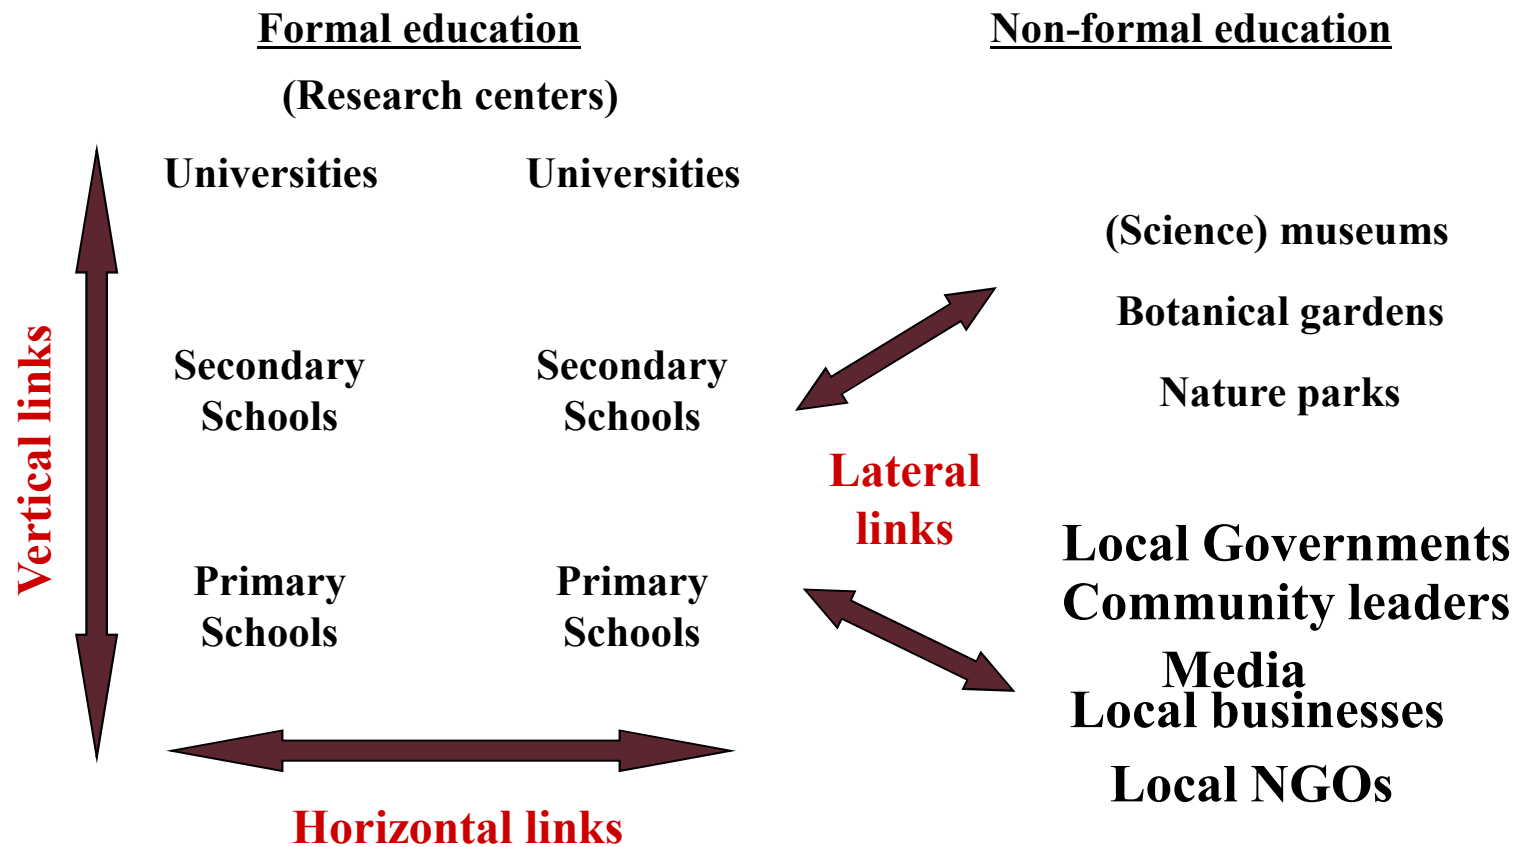 Formal education
Non-formal education
(Research centers)
Universities
Universities
(Science) museums
Botanical gardens
Nature parks
Vertical links
Secondary
Schools
Secondary
Schools
Lateral
links
Primary
Schools
Primary
Schools
Local Governments
Community leaders
Media
Local businesses
Local NGOs
Horizontal links